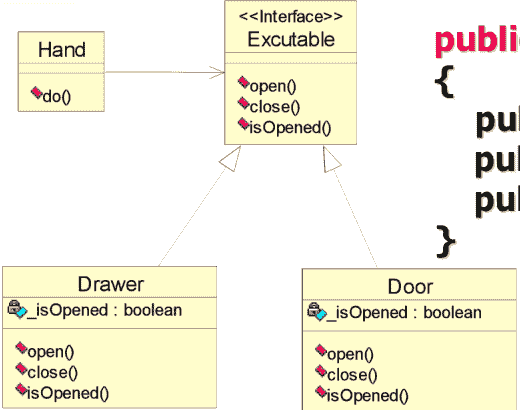 Hand
do()
<<Interface>>
Excutable
open()
close()
isOpened()
Drawer
_isOpened : boolean
open()
close()
isOpened()
Door
_isOpened : boolean
open()
close()
isOpened()
{
}